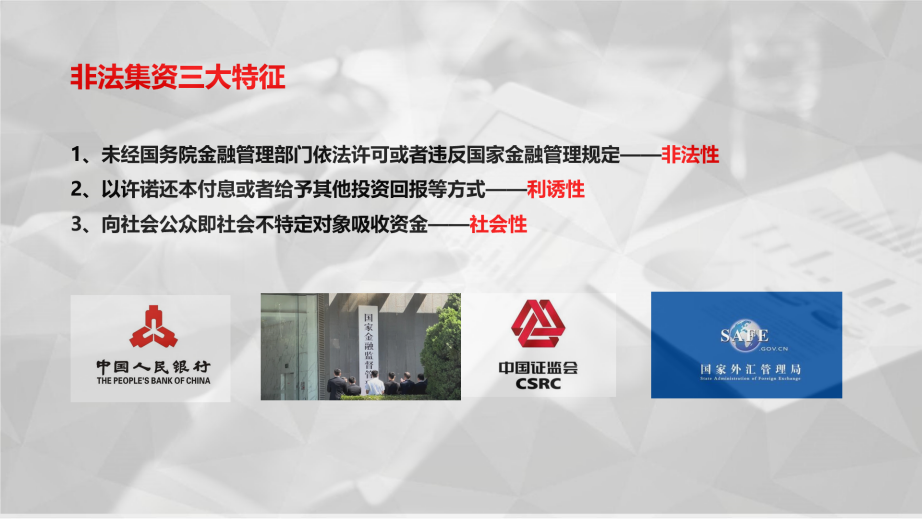 非法集资三大特征
1、未经国务院金融管理部门依法许可或者违反国家金融管理规定——非法性
2、以许诺还本付息或者给予其他投资回报等方式——利诱性
3、向社会公众即社会不特定对象吸收资金——社会性
中国人民银行
THE PEOPLE'S BANK OF CHINA
国家金融监督管
中国证监会
CSRC
SAFE
.GOV.CN
国家外汇管理局
State Administration of Foreign Exchange